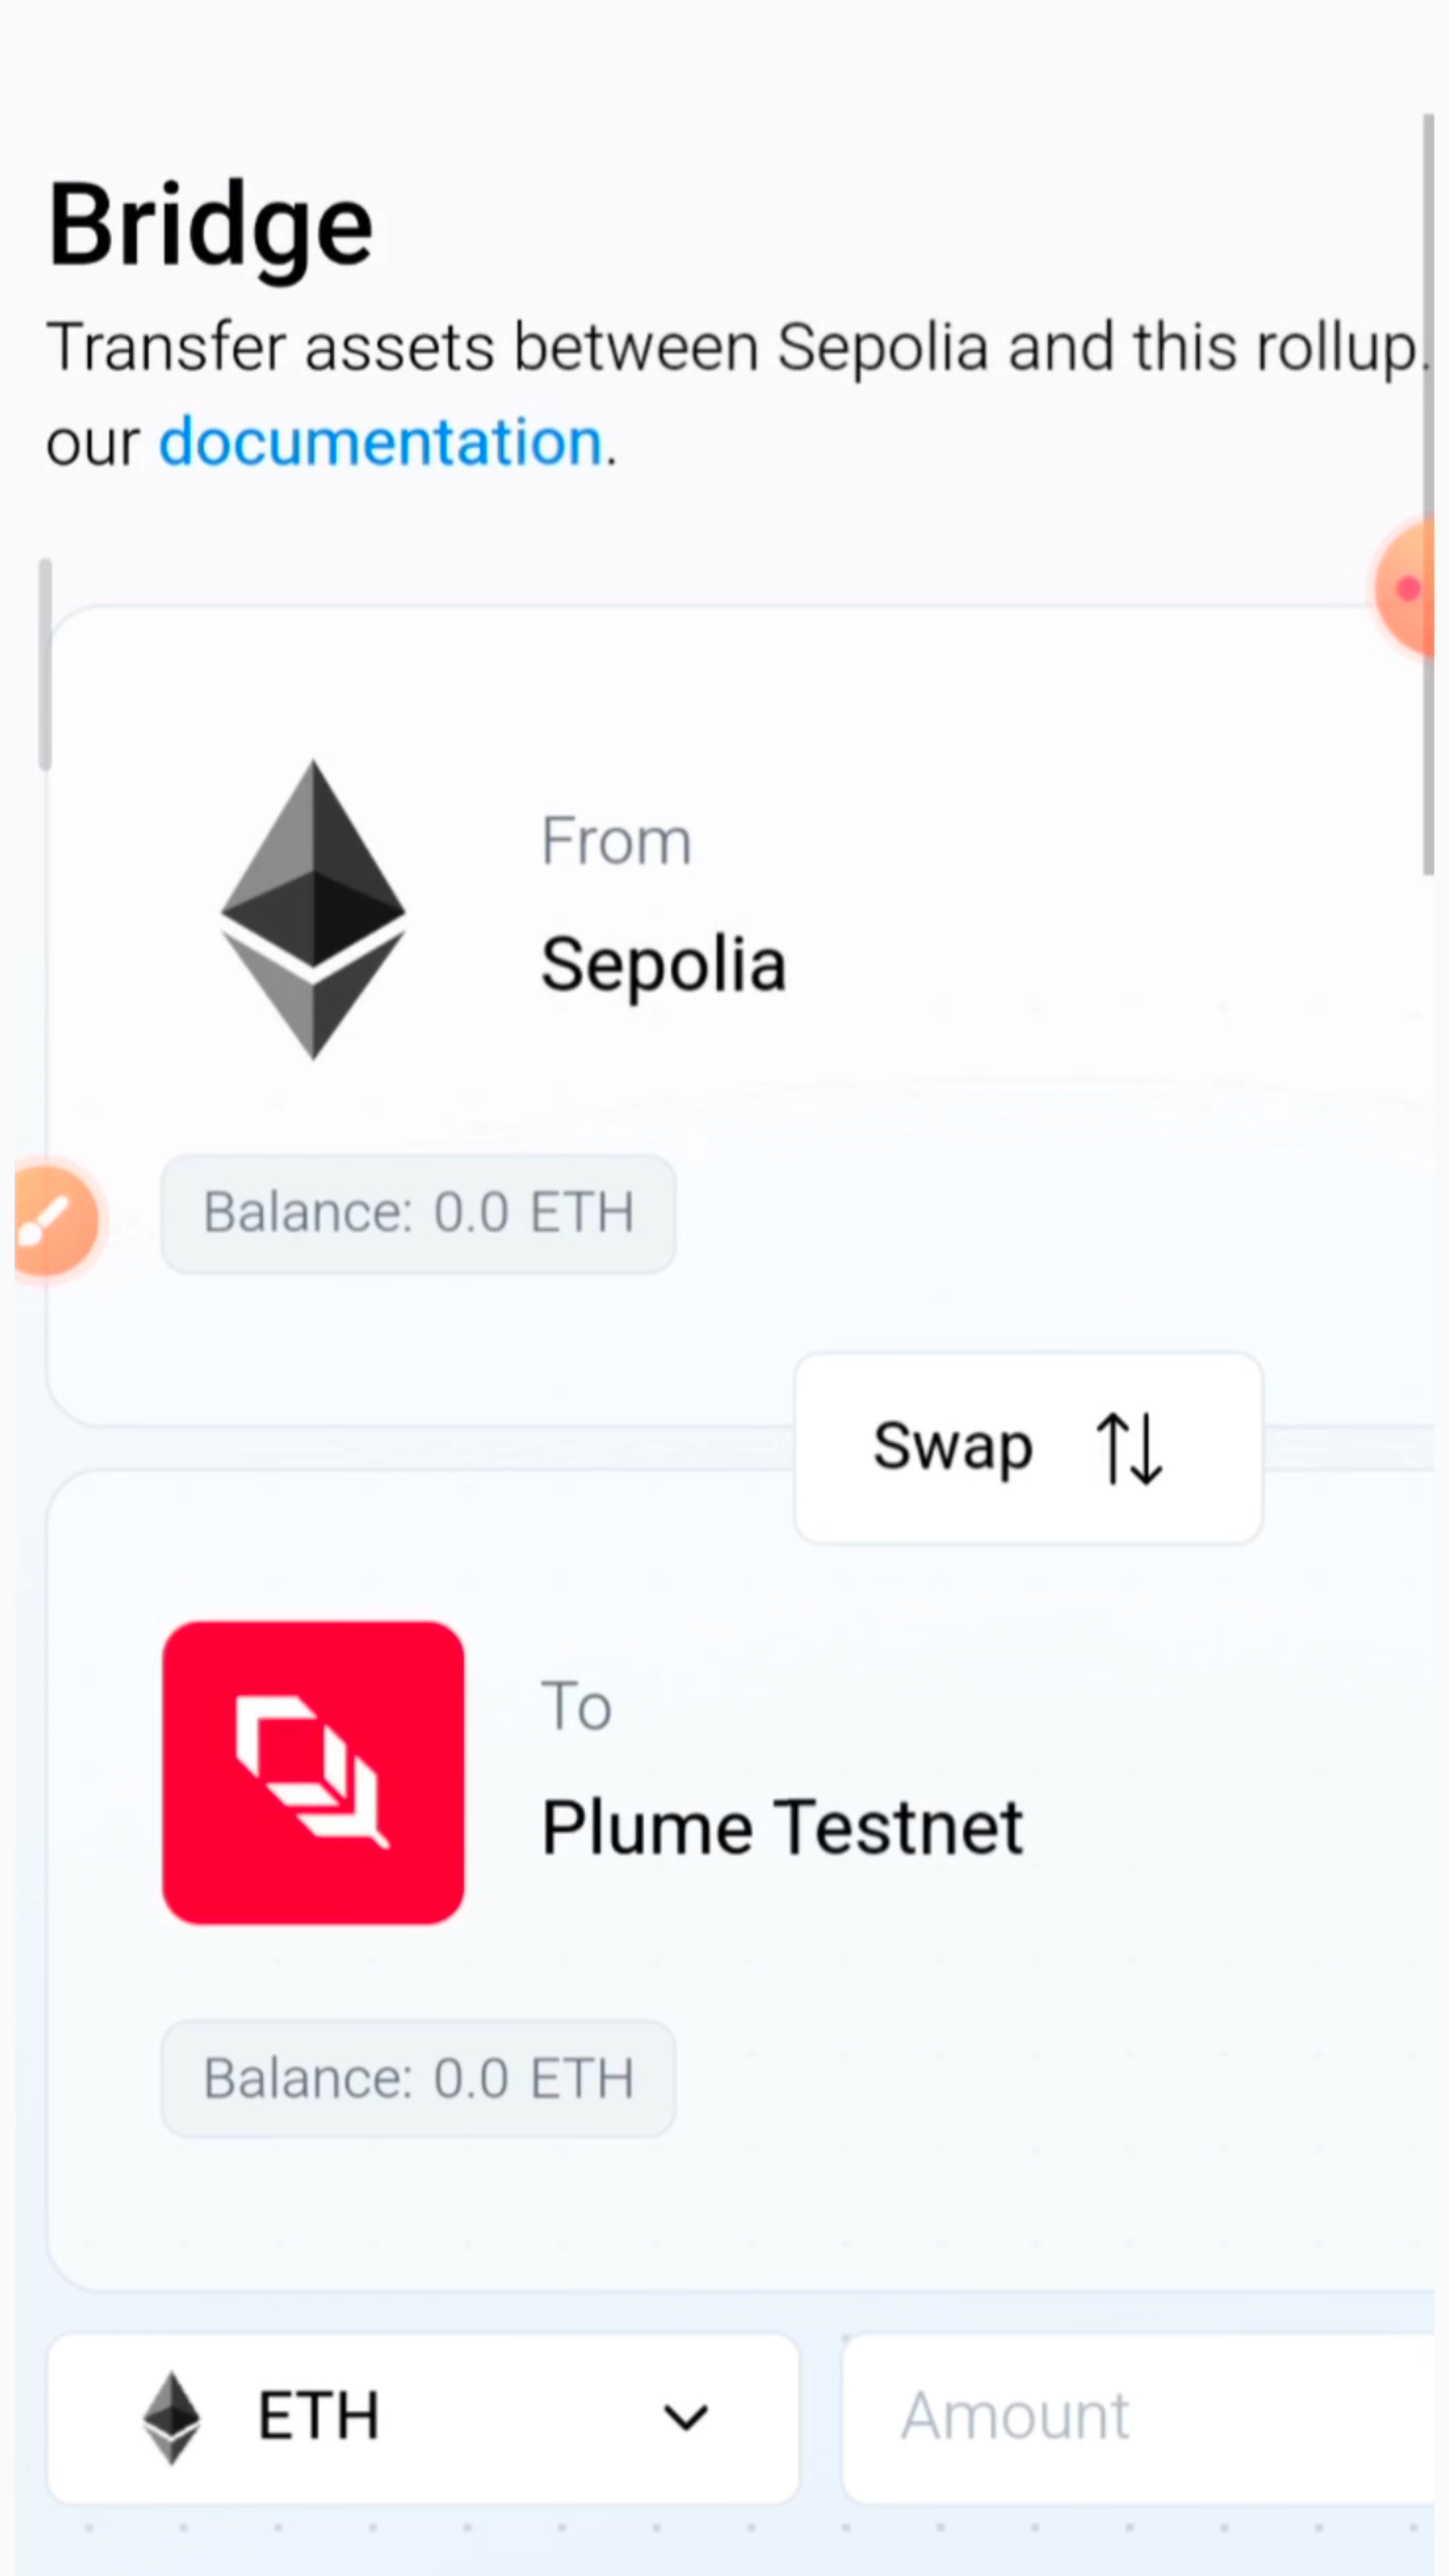 Bridge
Transfer assets between Sepolia and this rollup.
our documentation.
From
Sepolia
Balance: 0.0 ETH
Swap
To
Plume Testnet
Balance: 0.0 ETH
ETH
Amount